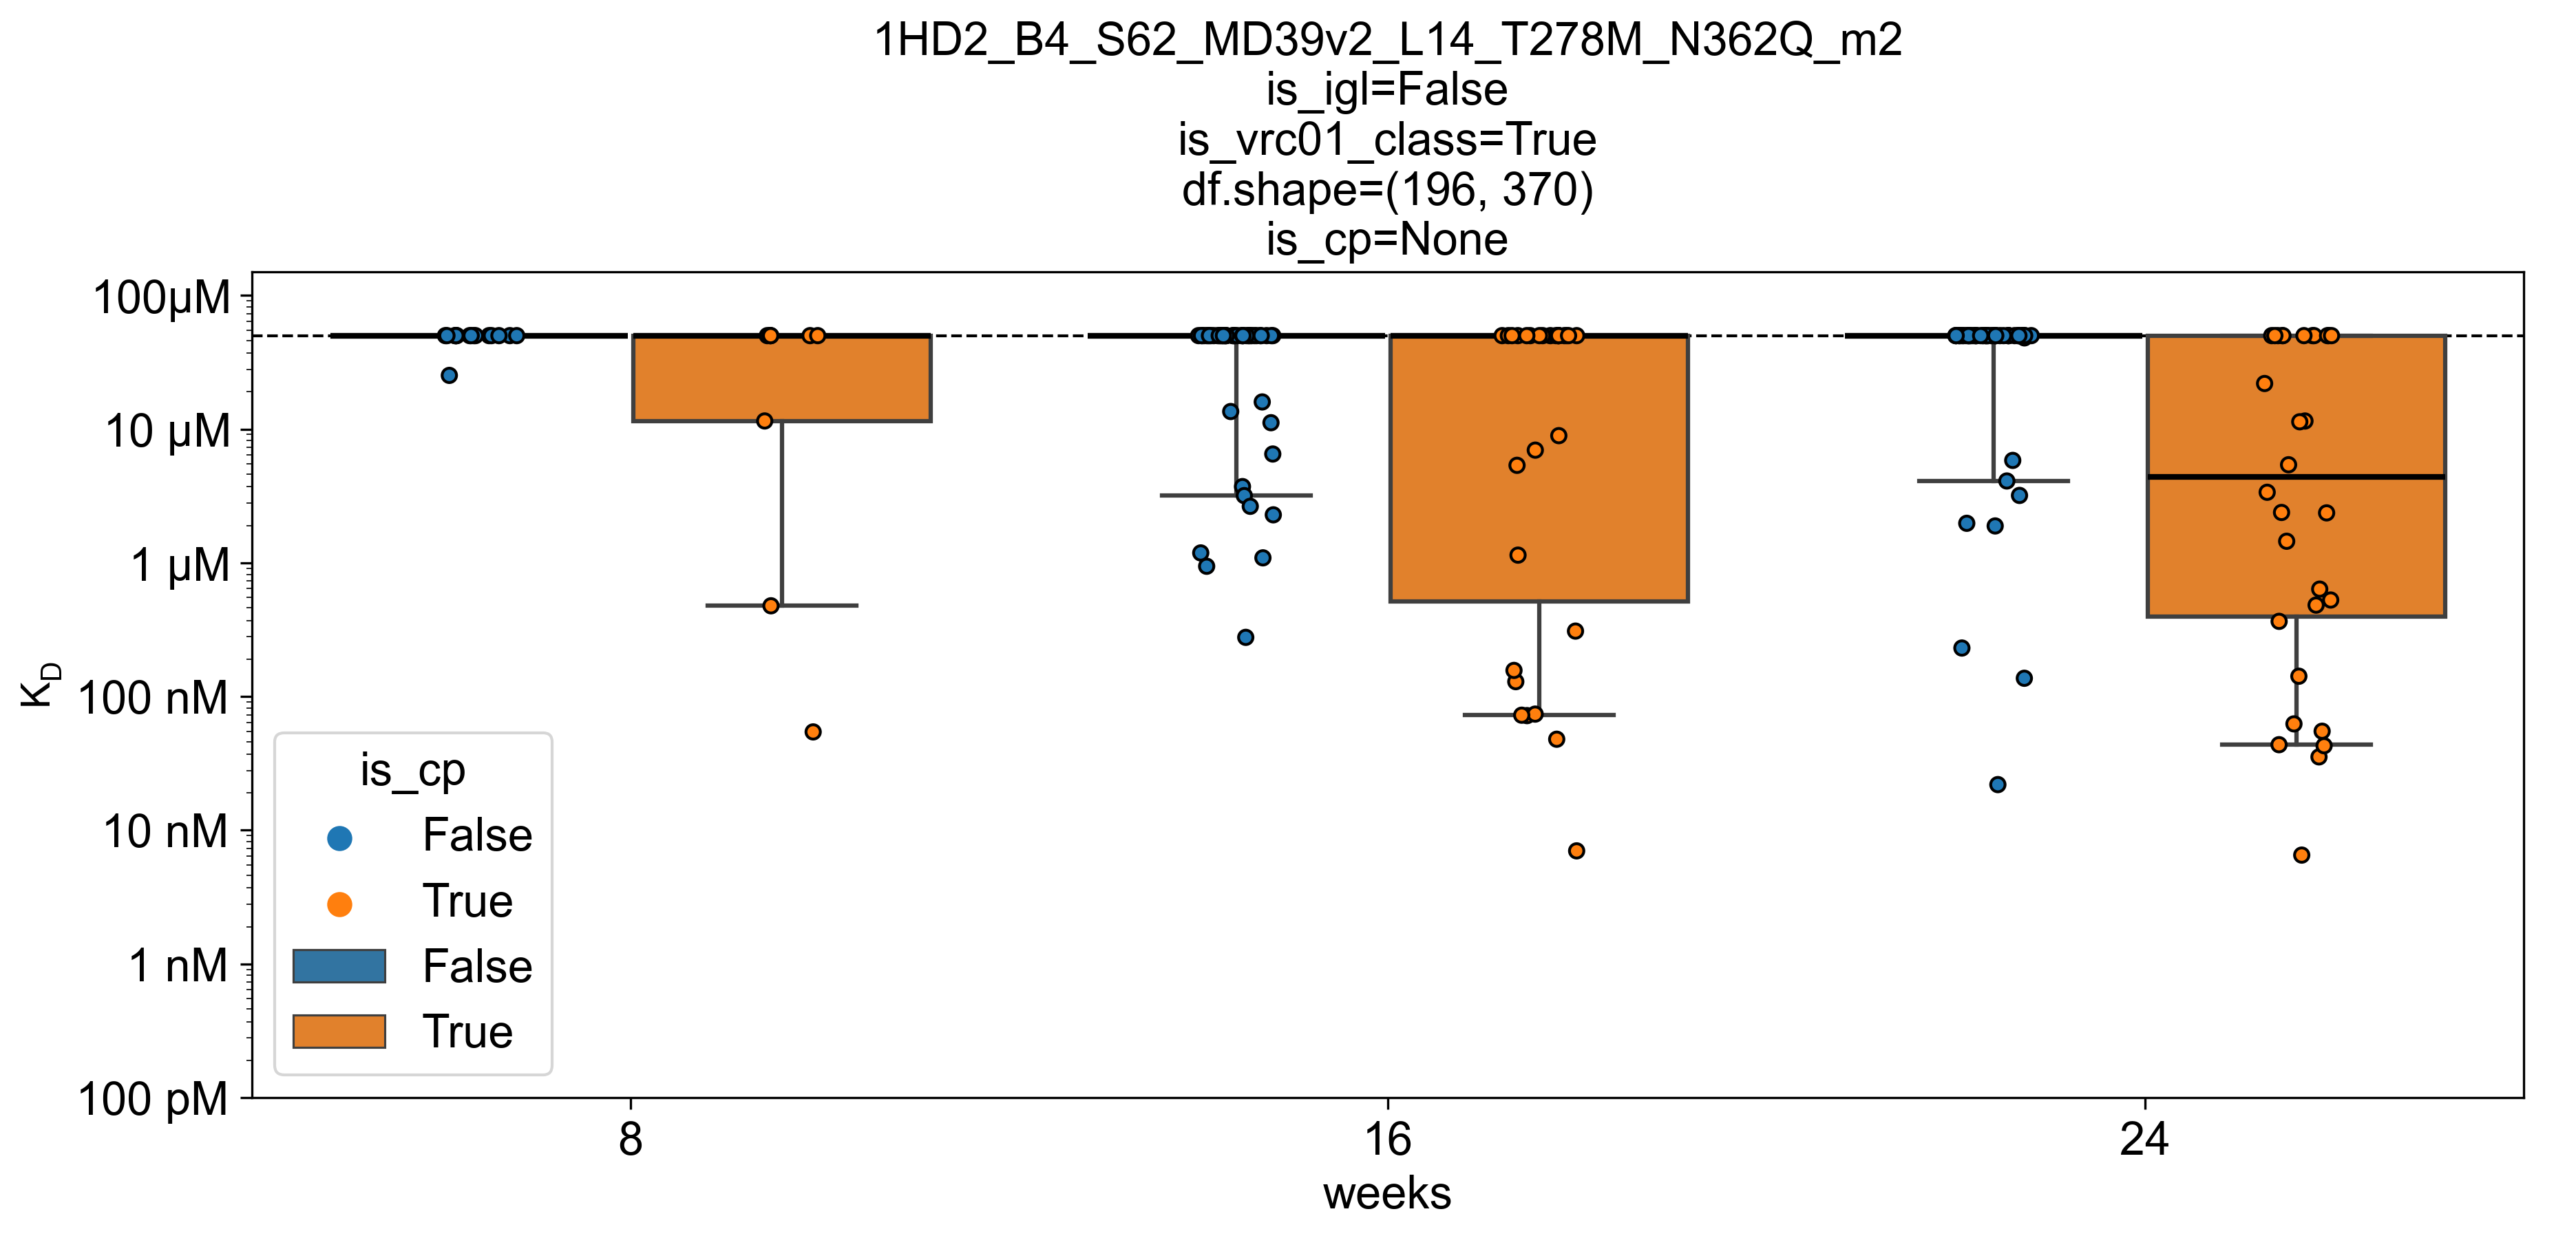 1HD2_B4_S62_MD39v2_L14_T278M_N362Q_m2
is_igl=False
is_vrc01_class=True
df.shape=(196, 370)
is_cp=None
100µM
10 µM
1 µM
100 nM
10 nM
1 nM
100 pM
K_D
is_cp
False
True
False
True
8
16
24
weeks